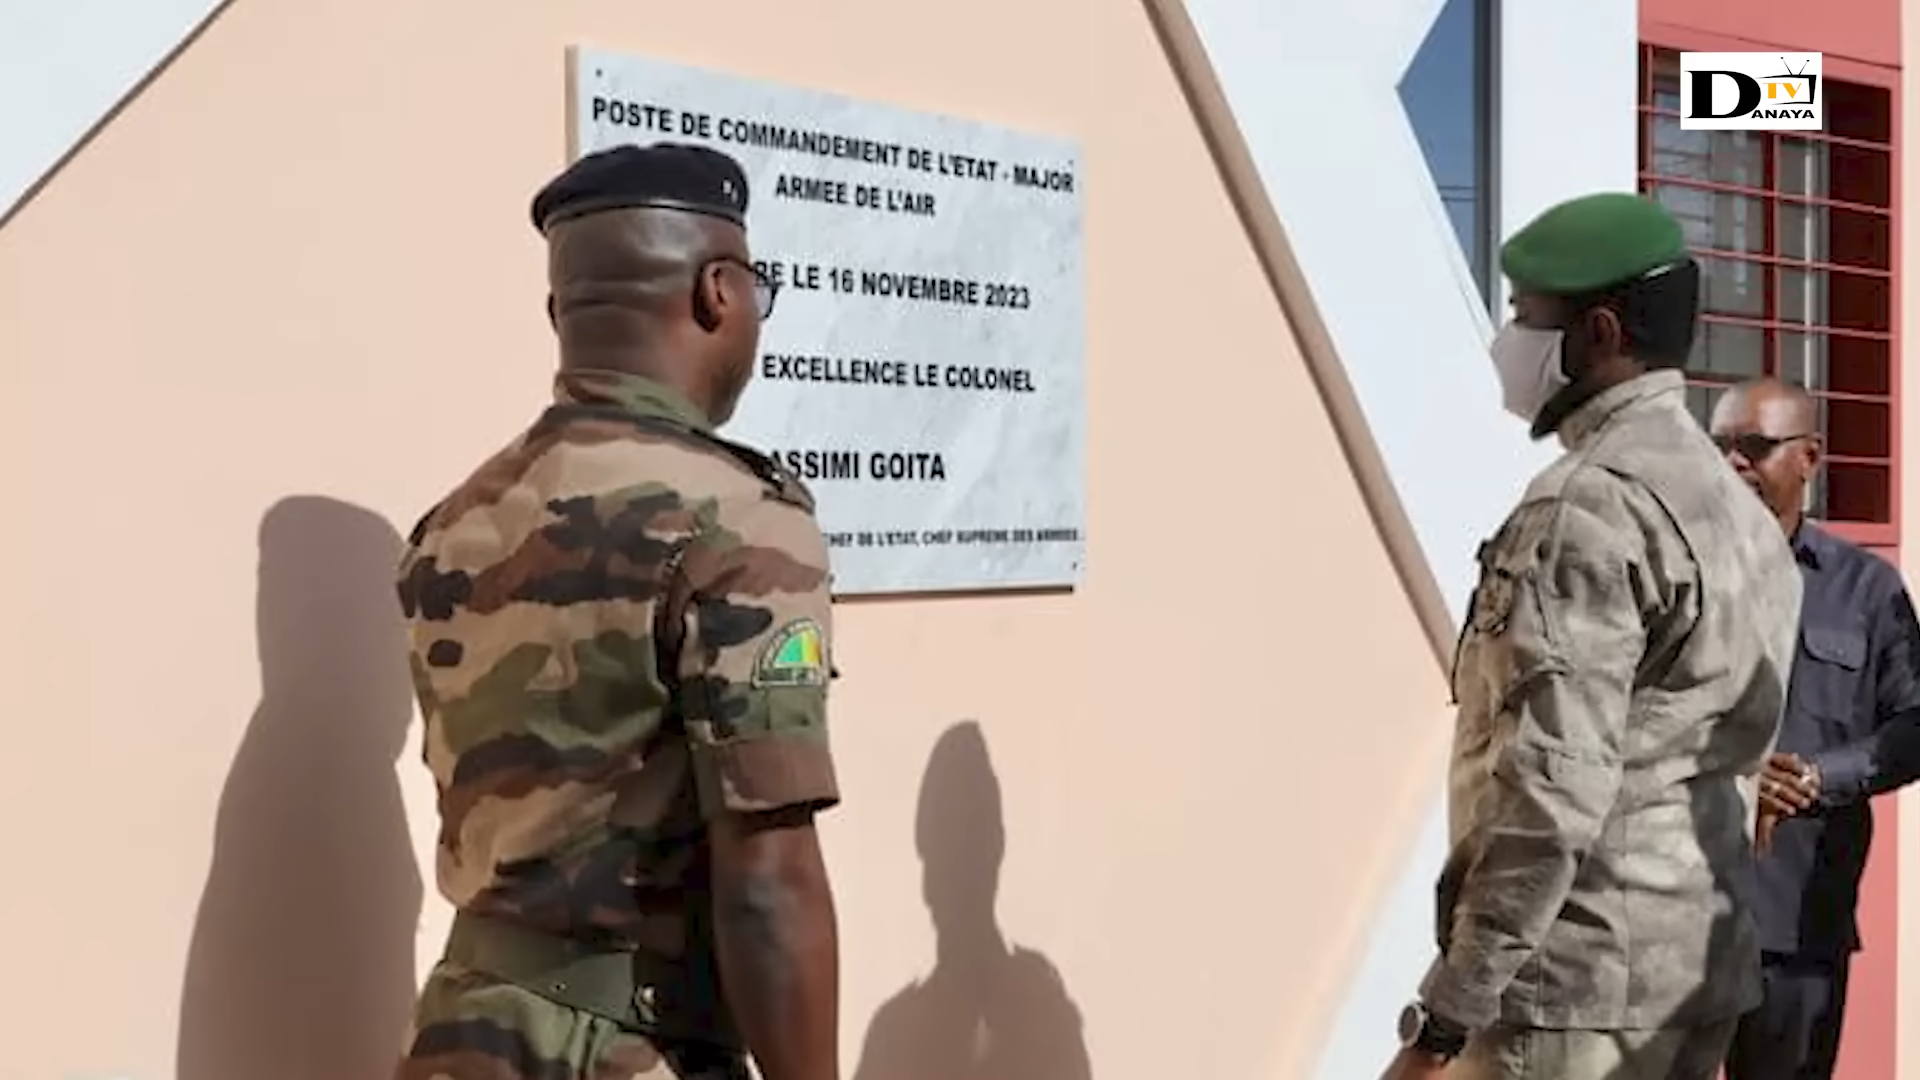 POSTE DE COMMANDEMENT DE L'ETAT - MAJOR
ARMEE DE L'AIR
LE 16 NOVEMBRE 2023
EXCELLENCE LE COLONEL
ASSIMI GOITA
CHEF DE L'ETAT, CHEF SUPREME DES ARMEES
D TV
DANAYA